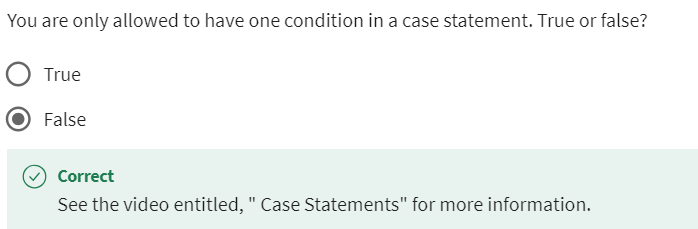 You are only allowed to have one condition in a case statement. True or false?
True
False
Correct
See the video entitled, " Case Statements" for more information.